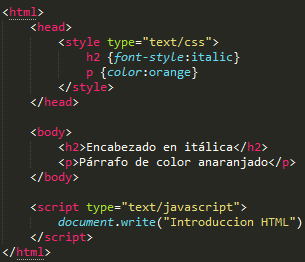 <html>
<head>
<style type="text/css">
h2 {font-style:italic}
p {color:orange}
</style>
</head>
<body>
<h2>Encabezado en itálica</h2>
<p>Párrafo de color anaranjado</p>
</body>
<script type="text/javascript">
document.write("Introduccion HTML")
</script>
</html>